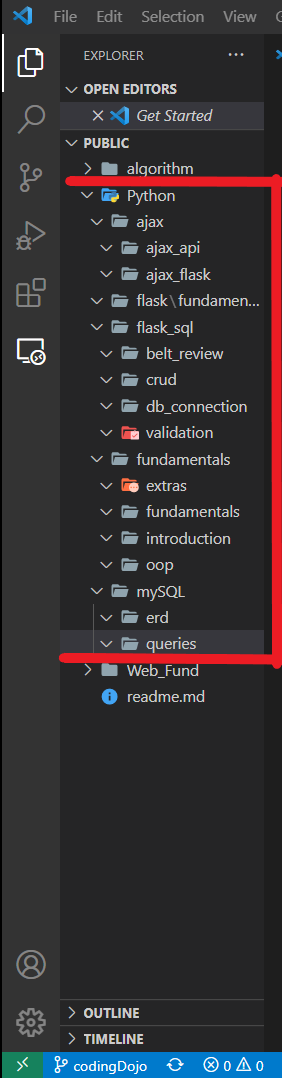 File Edit Selection View
EXPLORER
OPEN EDITORS
Get Started
PUBLIC
algorithm
Python
ajax
ajax_api
ajax_flask
flask\fundamen...
flask_sql
belt_review
crud
db_connection
validation
fundamentals
extras
fundamentals
introduction
oop
mySQL
erd
queries
Web_Fund
readme.md
OUTLINE
TIMELINE
codingDojo 0 0